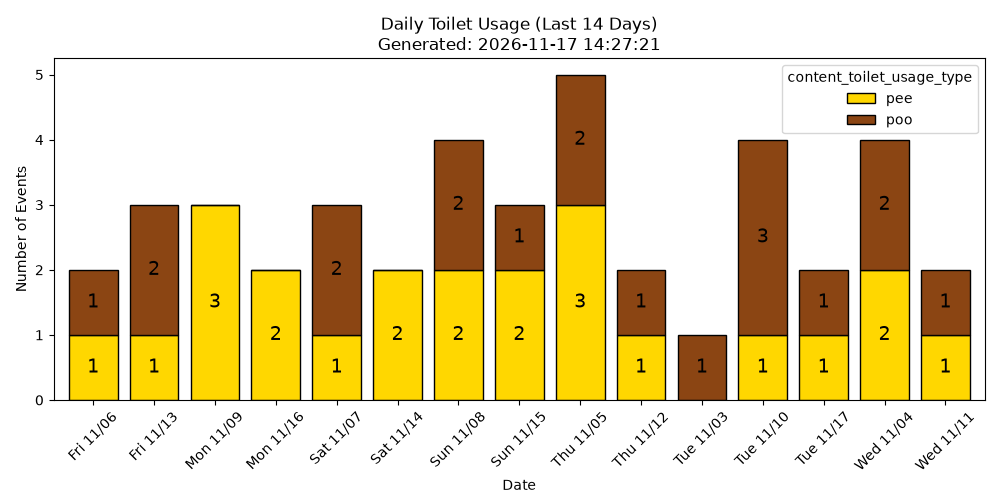 Daily Toilet Usage (Last 14 Days)
Generated: 2026-11-17 14:27:21
content_toilet_usage_type
pee
poo
Number of Events
5
4
3
2
1
0
1 2 2 2 1 2 1 3 1 2 1
1 1 3 2 1 2 2 2 3 1 1 1 2 1
Fri 11/06
Fri 11/13
Mon 11/09
Mon 11/16
Sat 11/07
Sat 11/14
Sun 11/08
Sun 11/15
Thu 11/05
Thu 11/12
Tue 11/03
Tue 11/10
Tue 11/17
Wed 11/04
Wed 11/11
Date